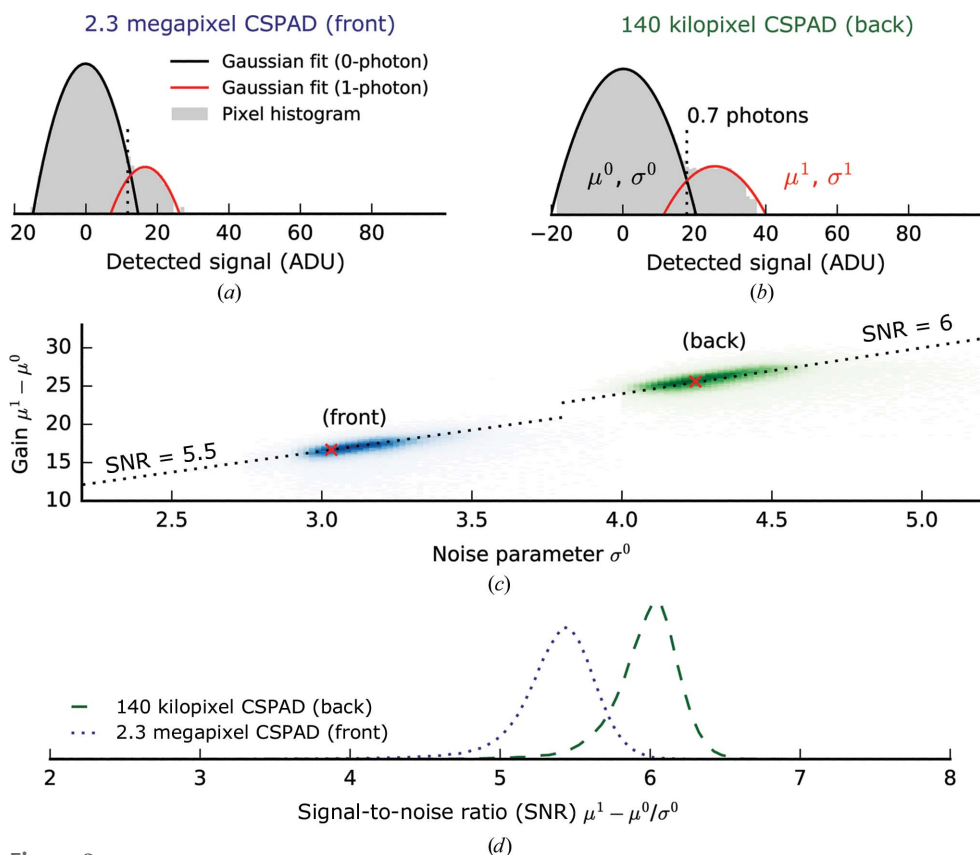 2.3 megapixel CSPAD (front)
Gaussian fit (0-photon)
Gaussian fit (1-photon)
Pixel histogram
20 0 20 40 60 80
Detected signal (ADU)
(a)
140 kilopixel CSPAD (back)
0.7 photons
μ⁰, σ⁰
μ¹, σ¹
−20 0 20 40 60 80
Detected signal (ADU)
(b)
Gain μ¹ − μ⁰
30
25
20
15
10
SNR = 5.5
(front)
(back)
SNR = 6
2.5 3.0 3.5 4.0 4.5 5.0
Noise parameter σ⁰
(c)
140 kilopixel CSPAD (back)
2.3 megapixel CSPAD (front)
2 3 4 5 6 7 8
Signal-to-noise ratio (SNR) μ¹ − μ⁰/σ⁰
(d)